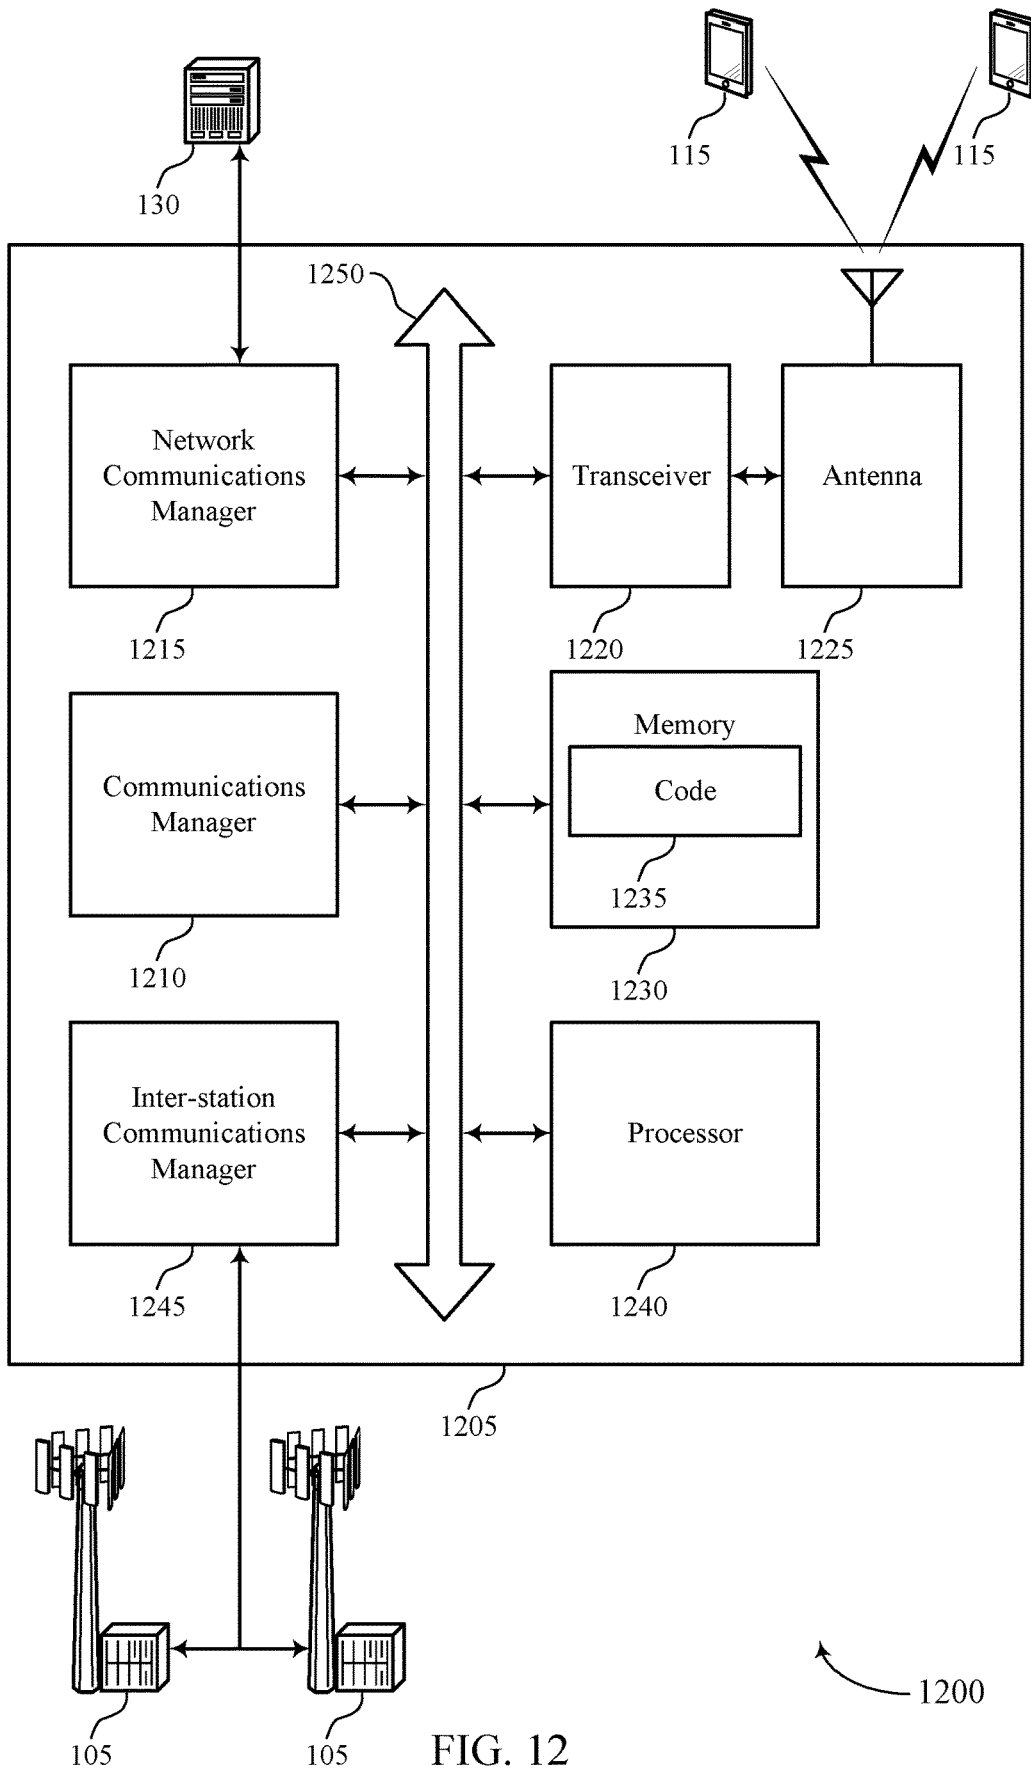 115
115
130
1250
Network
Communications
Manager
Transceiver
Antenna
1215
1220
1225
Memory
Code
Communications
Manager
1235
1210
1230
Inter-station
Communications
Manager
Processor
1245
1240
1205
1200
105
105
FIG. 12